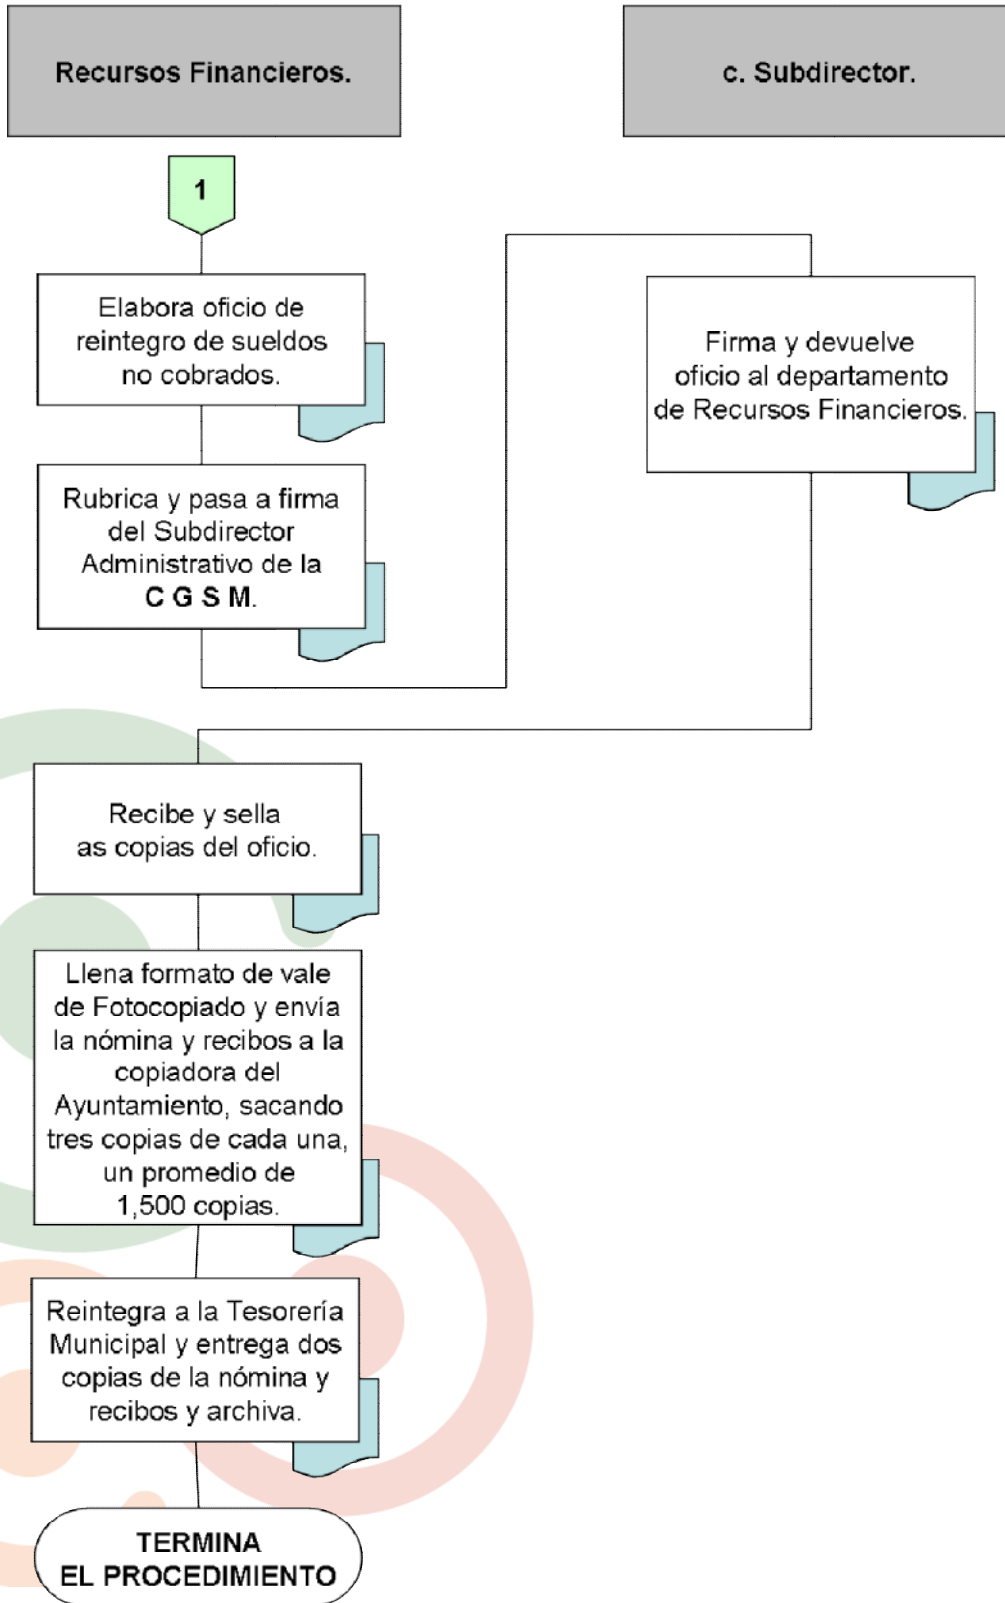 Recursos Financieros.
c. Subdirector.
1
Elabora oficio de
reintegro de sueldos
no cobrados.
Rubrica y pasa a firma
del Subdirector
Administrativo de la
C G S M.
Firma y devuelve
oficio al departamento
de Recursos Financieros.
Recibe y sella
as copias del oficio.
Llena formato de vale
de Fotocopiado y envía
la nómina y recibos a la
copiadora del
Ayuntamiento, sacando
tres copias de cada una,
un promedio de
1,500 copias.
Reintegra a la Tesorería
Municipal y entrega dos
copias de la nómina y
recibos y archiva.
TERMINA
EL PROCEDIMIENTO